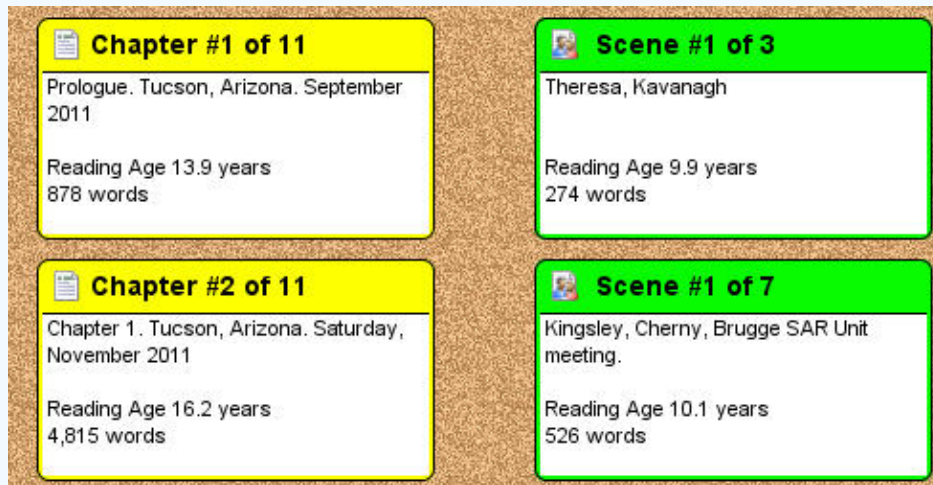 Chapter #1 of 11
Prologue. Tucson, Arizona. September
2011
Reading Age 13.9 years
878 words
Scene #1 of 3
Theresa, Kavanagh
Reading Age 9.9 years
274 words
Chapter #2 of 11
Chapter 1. Tucson, Arizona. Saturday,
November 2011
Reading Age 16.2 years
4,815 words
Scene #1 of 7
Kingsley, Cherny, Brugge SAR Unit
meeting.
Reading Age 10.1 years
526 words